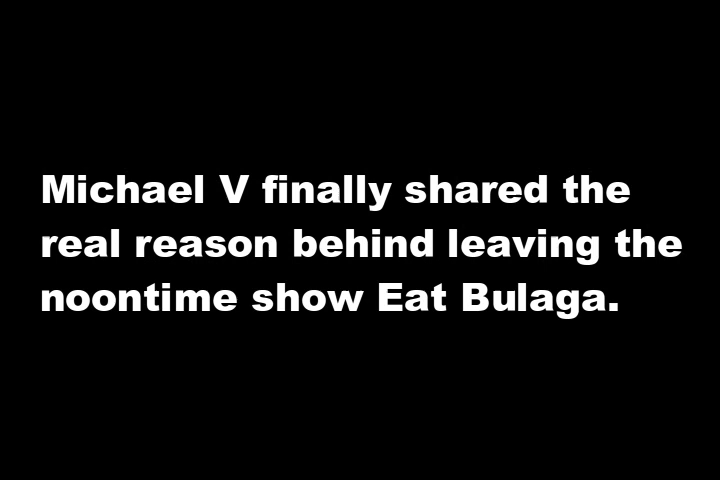 Michael V finally shared the
real reason behind leaving the
noontime show Eat Bulaga.